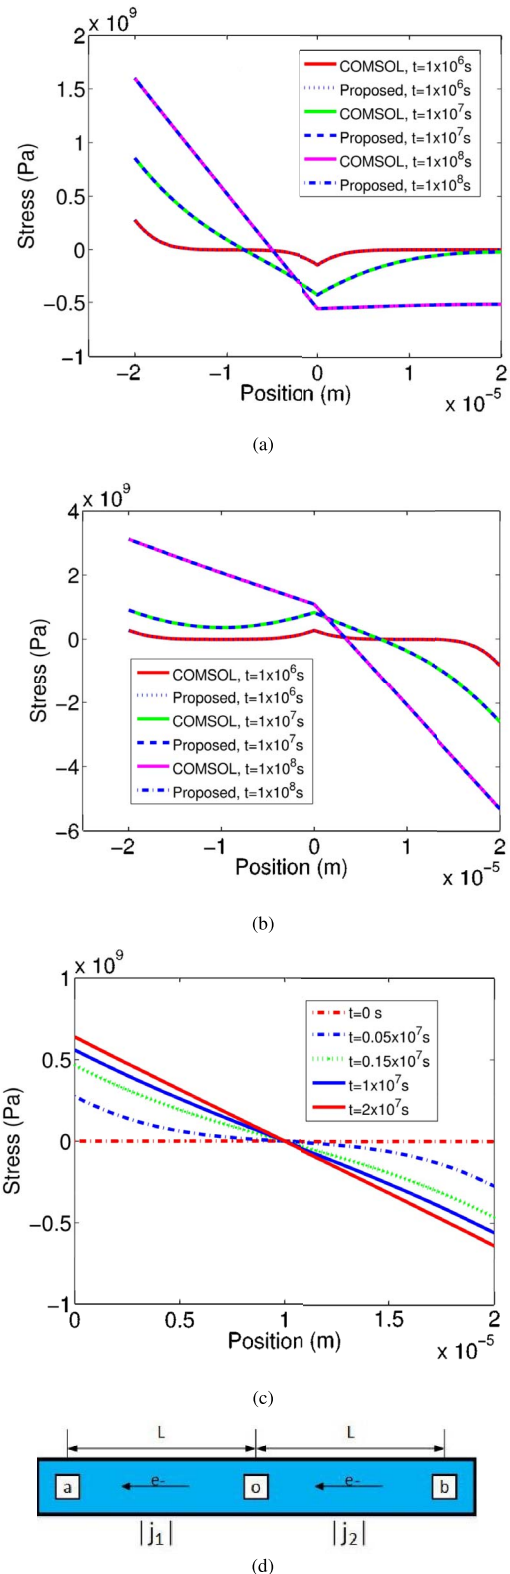 x 10^9
2
1.5
1
0.5
0
−0.5
−1
Stress (Pa)
COMSOL, t=1x10^6s
Proposed, t=1x10^6s
COMSOL, t=1x10^7s
Proposed, t=1x10^7s
COMSOL, t=1x10^8s
Proposed, t=1x10^8s
−2 −1 0 1 2
Position (m)
x 10^-5
(a)
x 10^9
4
2
0
−2
−4
−6
Stress (Pa)
COMSOL, t=1x10^6s
Proposed, t=1x10^6s
COMSOL, t=1x10^7s
Proposed, t=1x10^7s
COMSOL, t=1x10^8s
Proposed, t=1x10^8s
−2 −1 0 1 2
Position (m)
x 10^-5
(b)
x 10^9
1
0.5
0
−0.5
−1
Stress (Pa)
t=0 s
t=0.05x10^7s
t=0.15x10^7s
t=1x10^7s
t=2x10^7s
0 0.5 1 1.5 2
Position (m)
x 10^-5
(c)
L L
a e- o e- b
|j1| |j2|
(d)